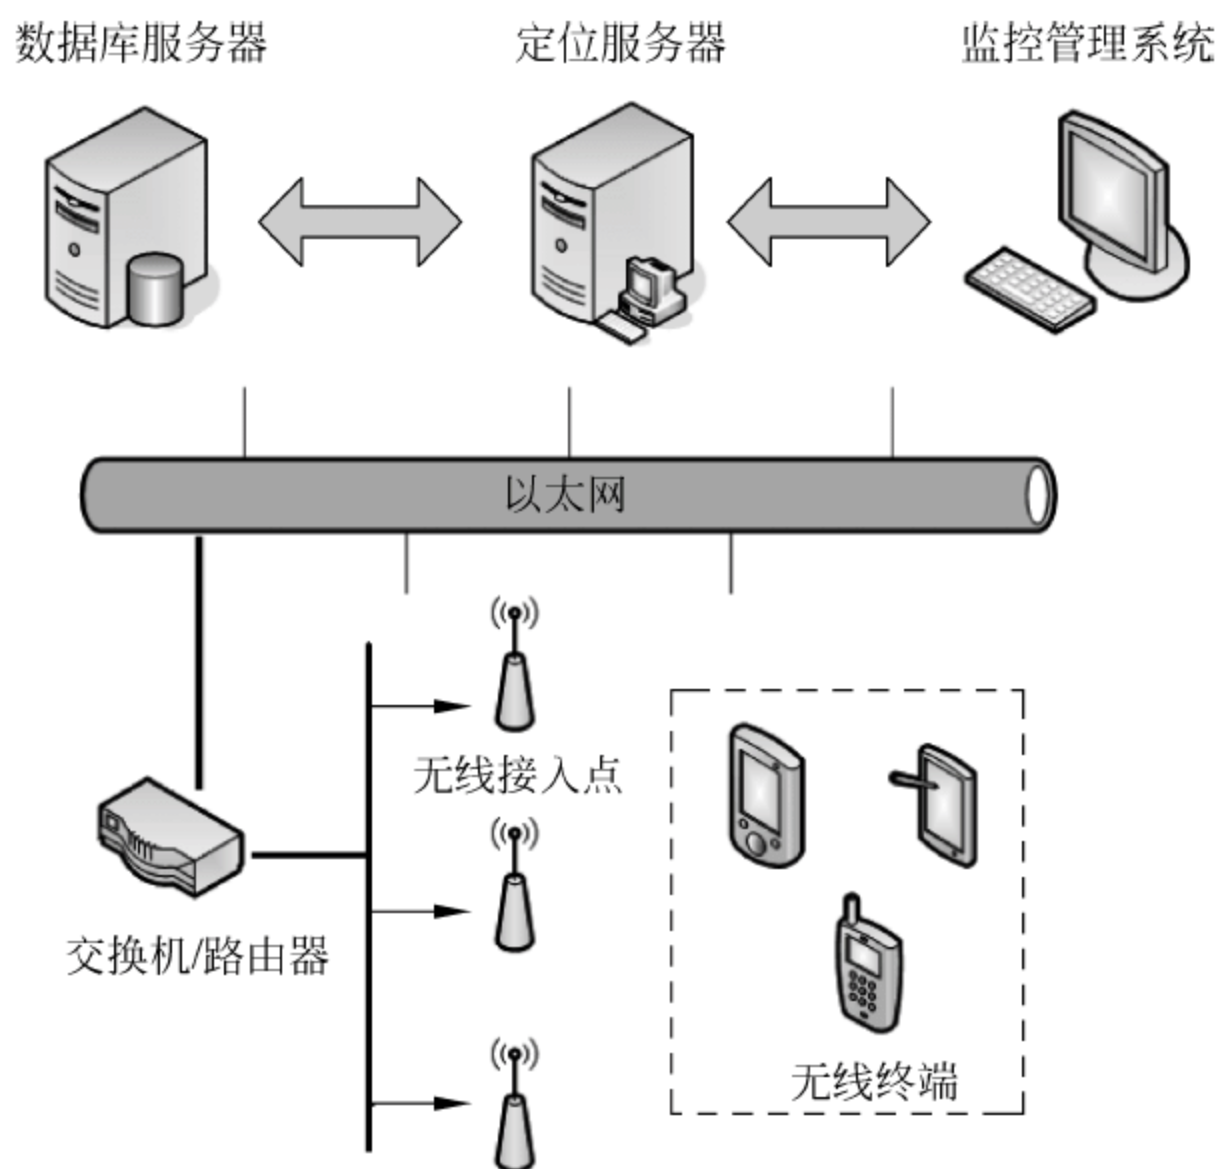 数据库服务器
定位服务器
监控管理系统
以太网
无线接入点
交换机/路由器
无线终端